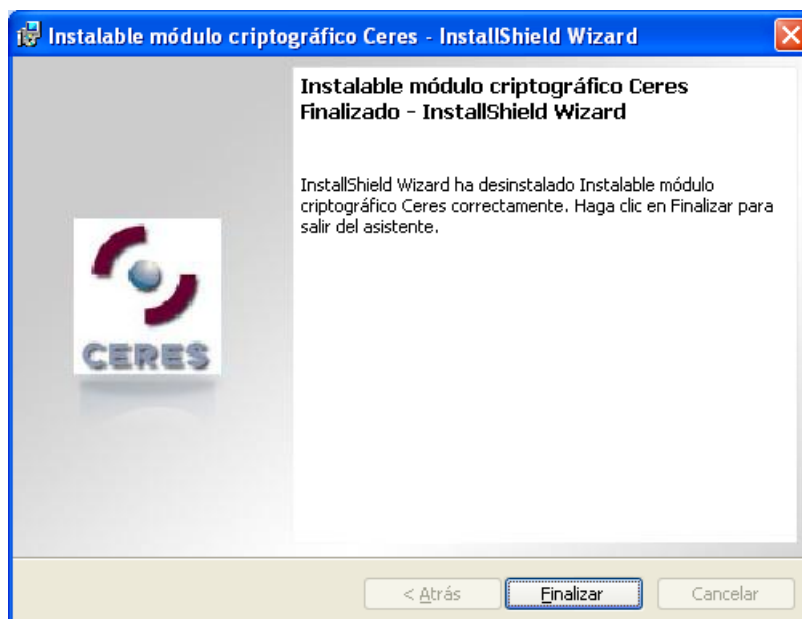 Instalable módulo criptográfico Ceres - InstallShield Wizard
Instalable módulo criptográfico Ceres
Finalizado - InstallShield Wizard
InstallShield Wizard ha desinstalado Instalable módulo
criptográfico Ceres correctamente. Haga clic en Finalizar para
salir del asistente.
CERES
< Atrás
Finalizar
Cancelar